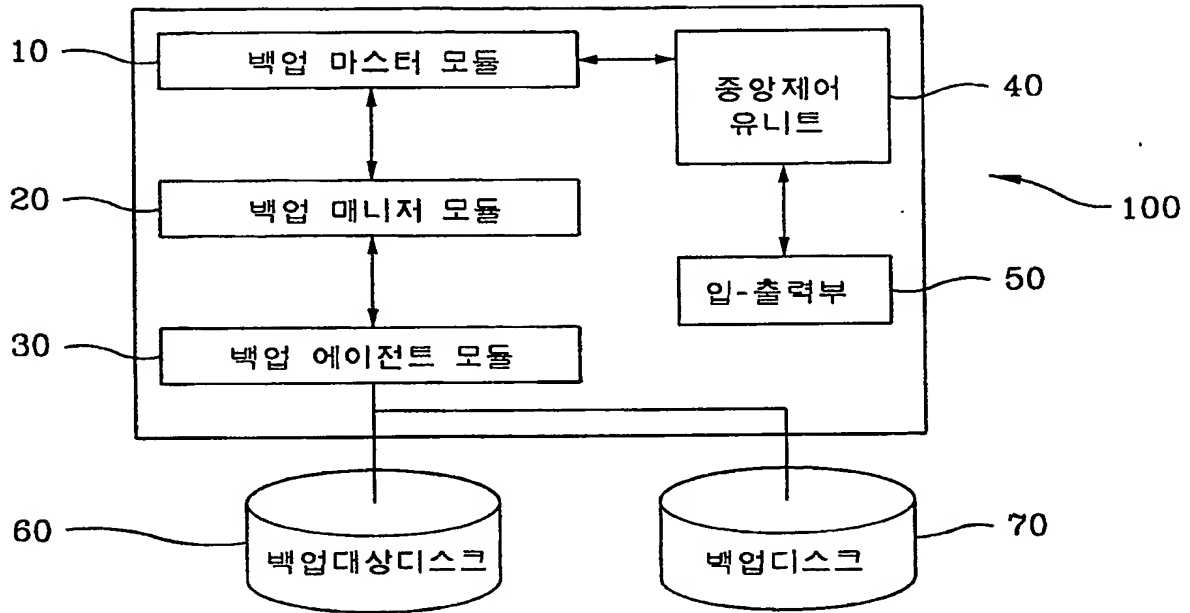 10
백업 마스터 모듈
중앙제어
유니트
40
20
백업 매니저 모듈
100
입-출력부
50
30
백업 에이전트 모듈
60
백업대상디스크
백업디스크
70